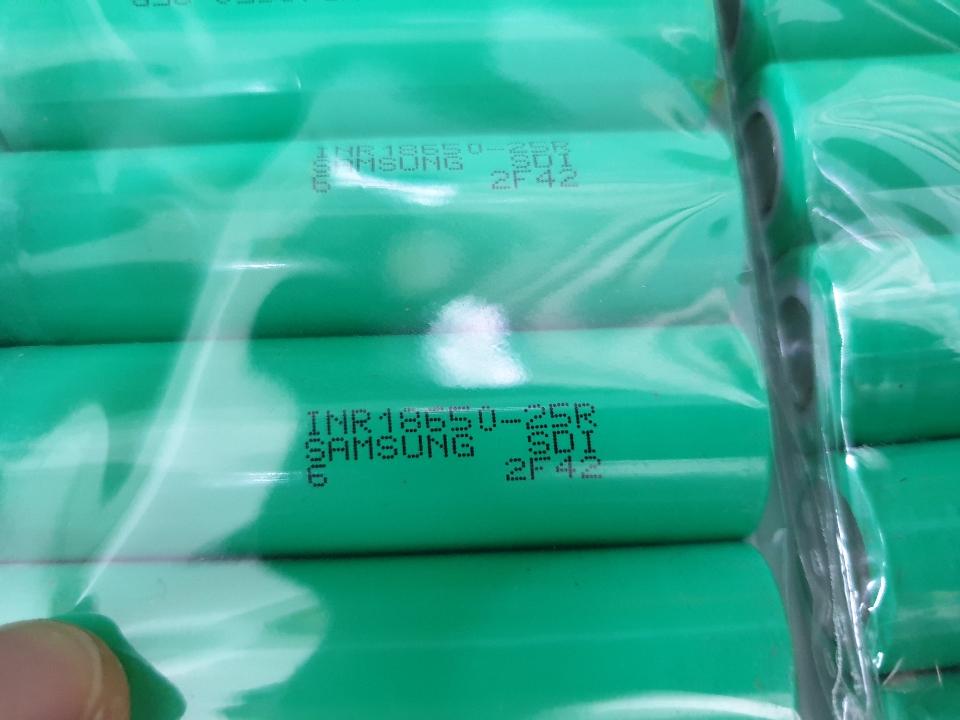 INR18650-25R
SAMSUNG SDI
6 2F42
INR18650-25R
SAMSUNG SDI
6 2F42